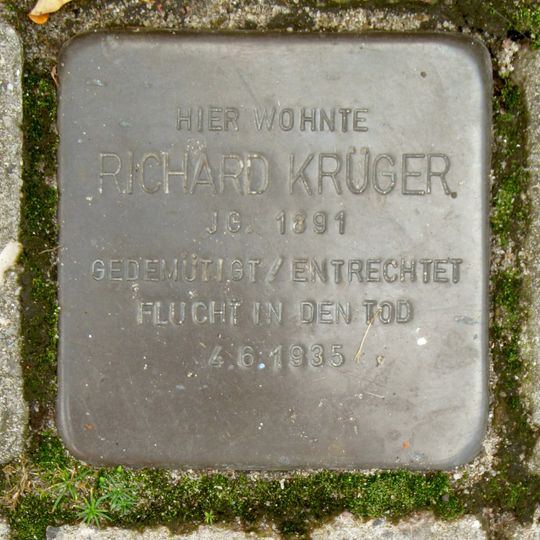 HIER WOHNTE
RICHARD KRÜGER
JG. 1891
GEDEMÜTIGT/ENTRECHTET
FLUCHT IN DEN TOD
4.6.1935